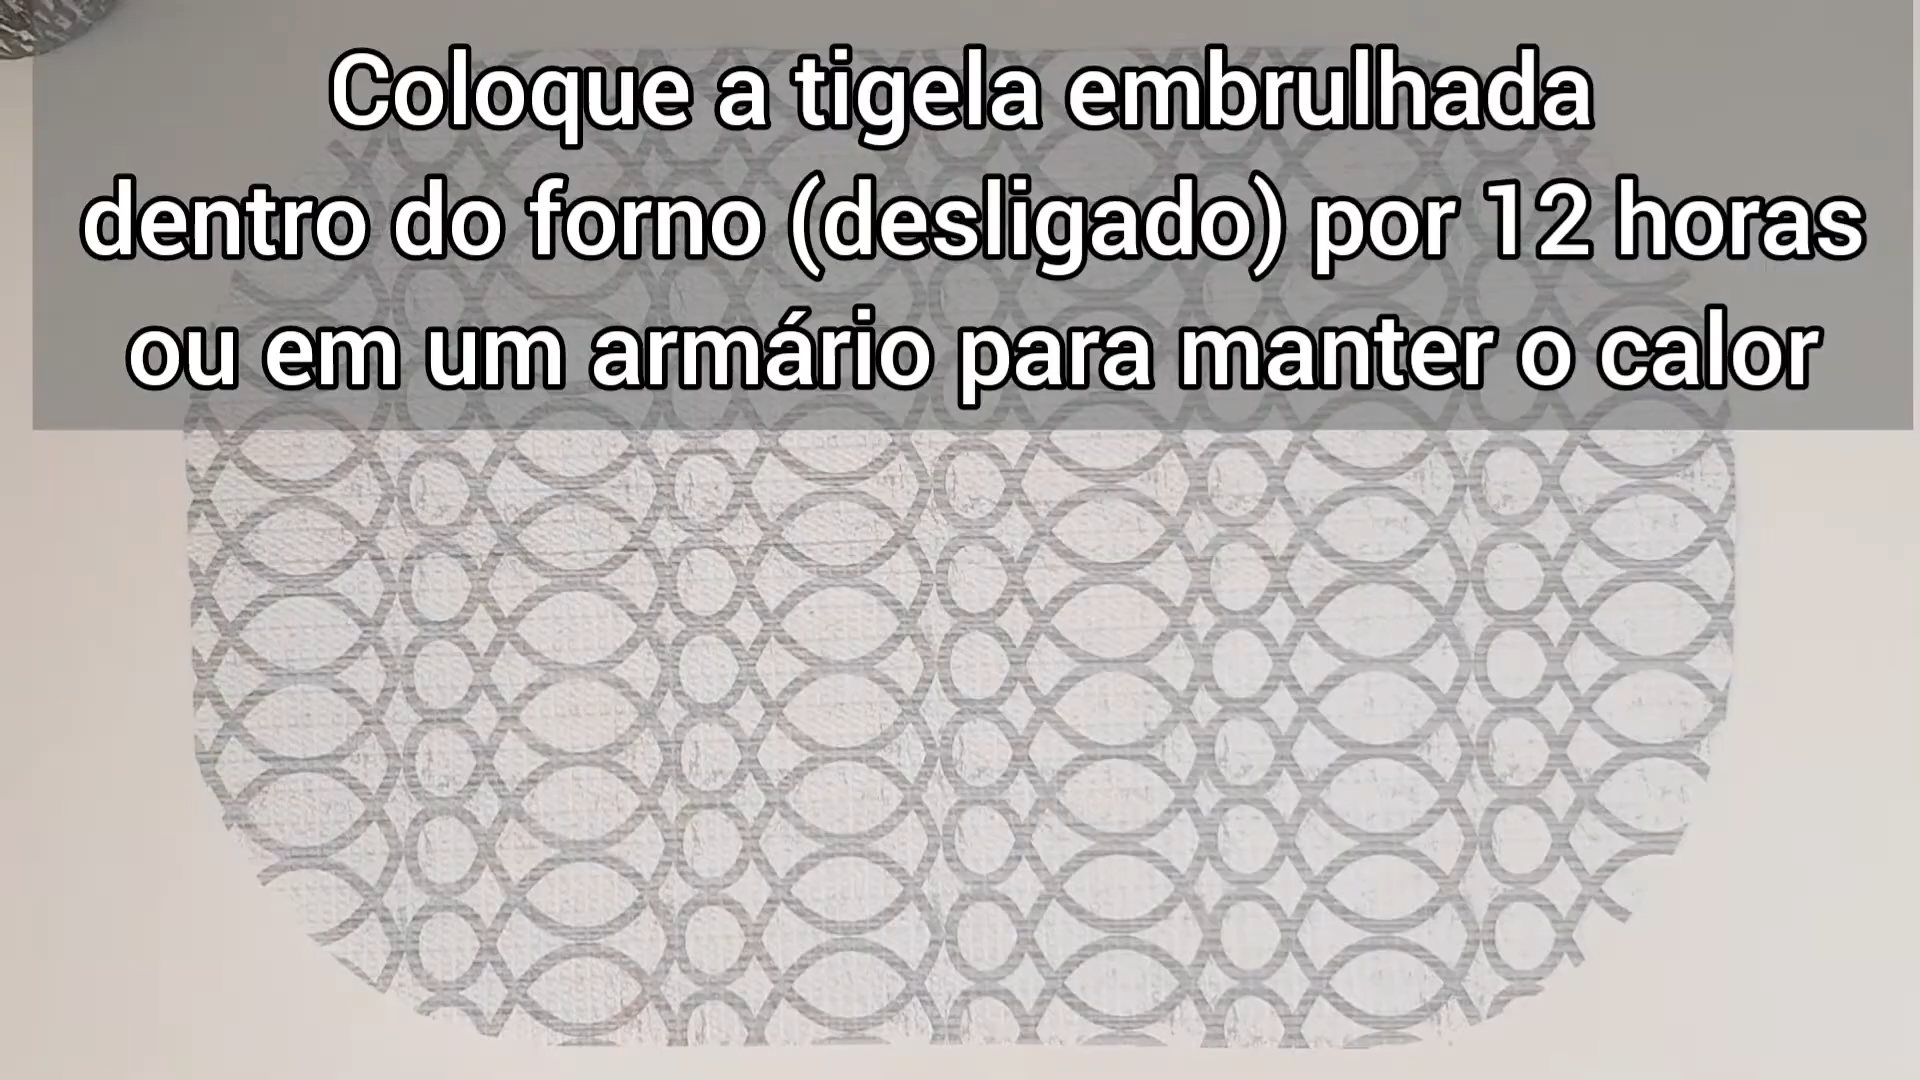 Coloque a tigela embrulhada
dentro do forno (desligado) por 12 horas
ou em um armário para manter o calor